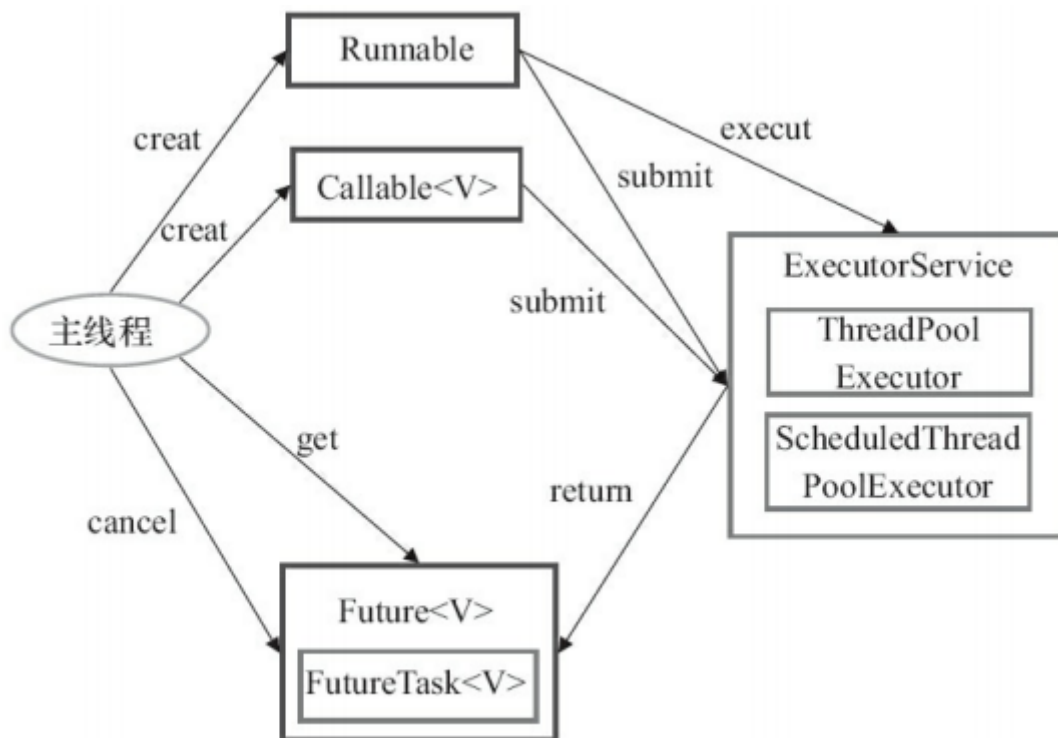 Runnable
creat
execut
submit
Callable<V>
creat
ExecutorService
submit
主线程
ThreadPool
Executor
get
ScheduledThread
PoolExecutor
return
cancel
Future<V>
FutureTask<V>